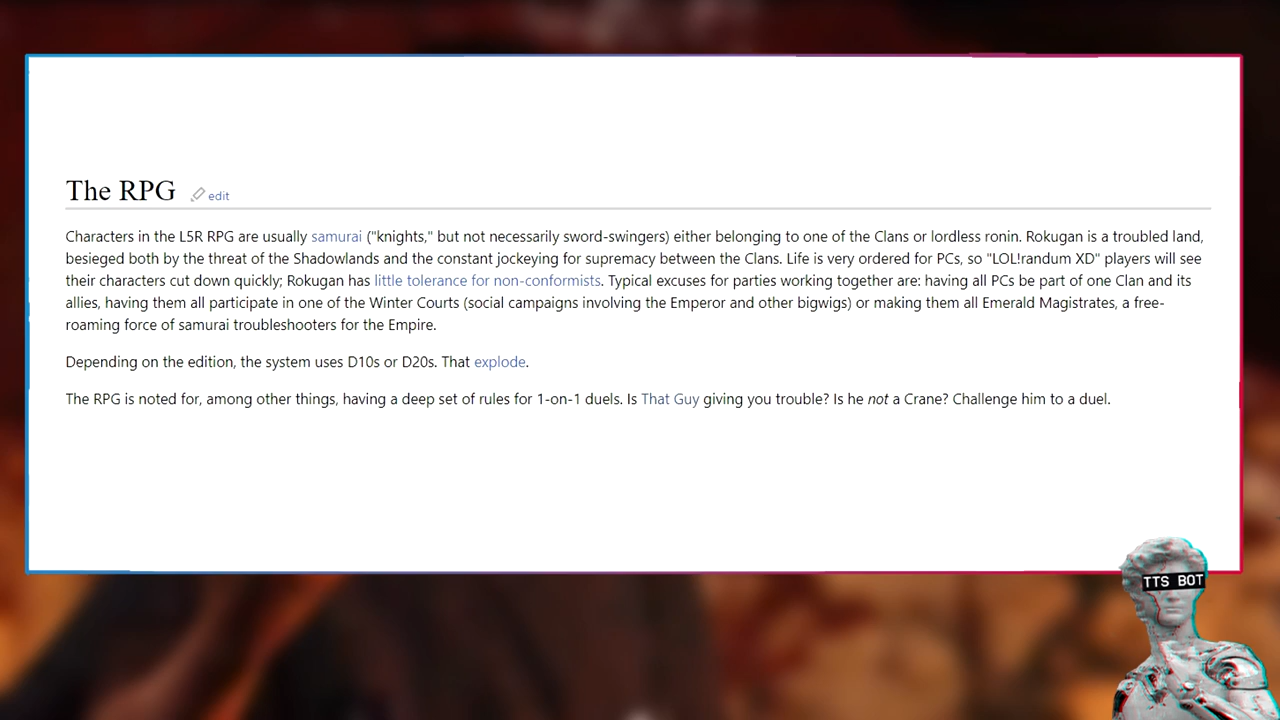 The RPG edit
Characters in the L5R RPG are usually samurai ("knights," but not necessarily sword-swingers) either belonging to one of the Clans or lordless ronin. Rokugan is a troubled land,
besieged both by the threat of the Shadowlands and the constant jockeying for supremacy between the Clans. Life is very ordered for PCs, so "LOL!randum XD" players will see
their characters cut down quickly; Rokugan has little tolerance for non-conformists. Typical excuses for parties working together are: having all PCs be part of one Clan and its
allies, having them all participate in one of the Winter Courts (social campaigns involving the Emperor and other bigwigs) or making them all Emerald Magistrates, a free-
roaming force of samurai troubleshooters for the Empire.
Depending on the edition, the system uses D10s or D20s. That explode.
The RPG is noted for, among other things, having a deep set of rules for 1-on-1 duels. Is That Guy giving you trouble? Is he not a Crane? Challenge him to a duel.
TTS BOT